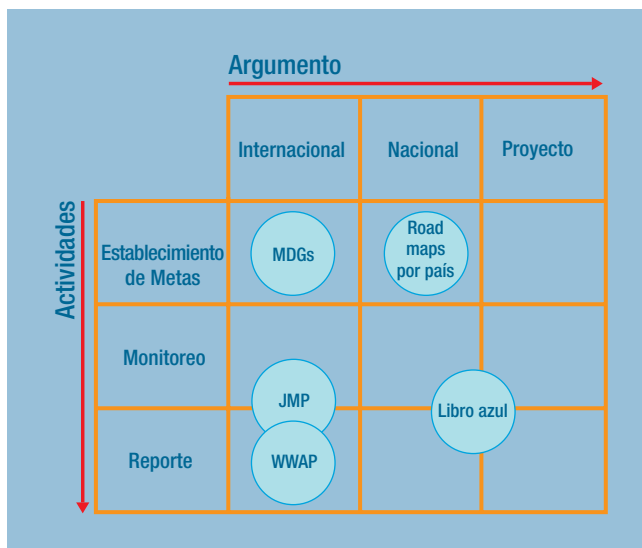 Argumento
Internacional
Nacional
Proyecto
Actividades
Establecimiento
de Metas
MDGs
Road
maps
por país
Monitoreo
JMP
Libro azul
Reporte
WWAP